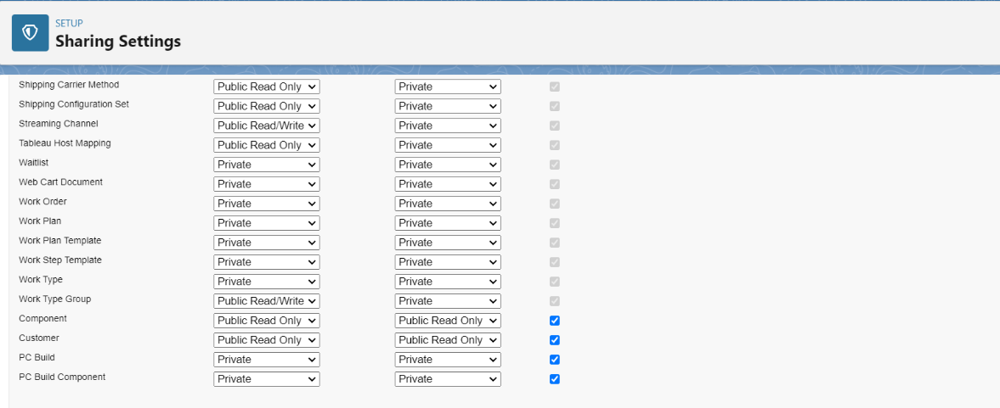 SETUP
Sharing Settings
Shipping Carrier Method Public Read Only Private
Shipping Configuration Set Public Read Only Private
Streaming Channel Public Read/Write Private
Tableau Host Mapping Public Read Only Private
Waitlist Private Private
Web Cart Document Private Private
Work Order Private Private
Work Plan Private Private
Work Plan Template Private Private
Work Step Template Private Private
Work Type Private Private
Work Type Group Public Read/Write Private
Component Public Read Only Public Read Only
Customer Public Read Only Public Read Only
PC Build Private Private
PC Build Component Private Private